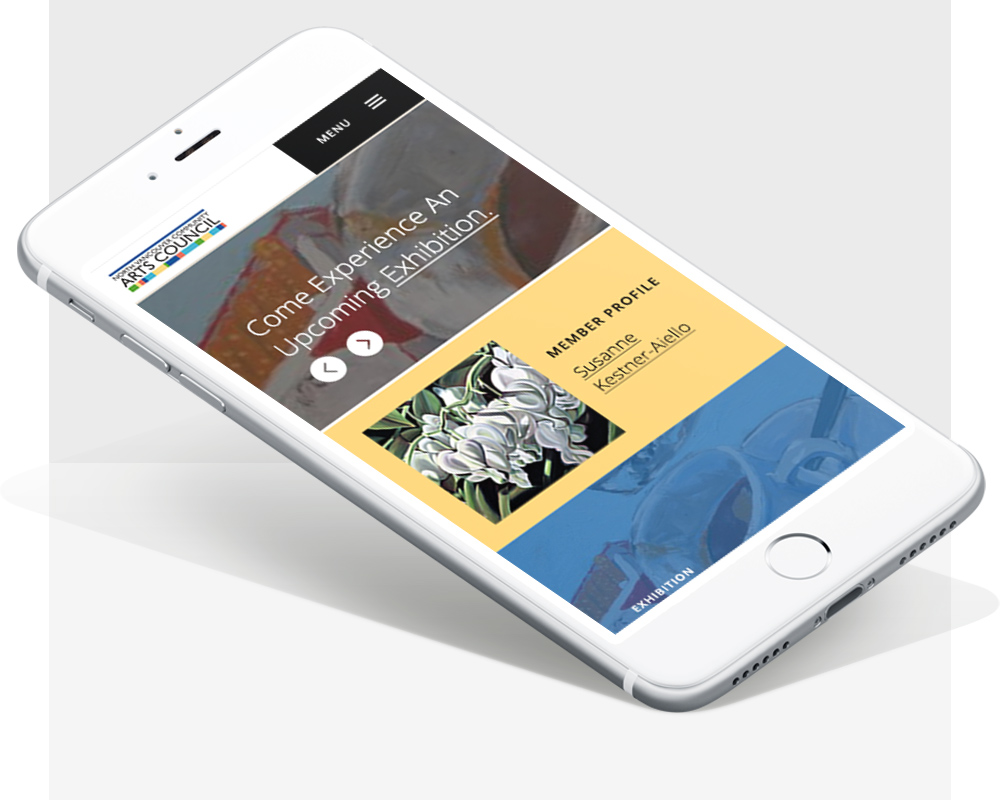 MENU
NORTH VANCOUVER COMMUNITY
ARTS COUNCIL
Come Experience An
Upcoming Exhibition.
MEMBER PROFILE
Susanne
Kestner-Aiello
EXHIBITION